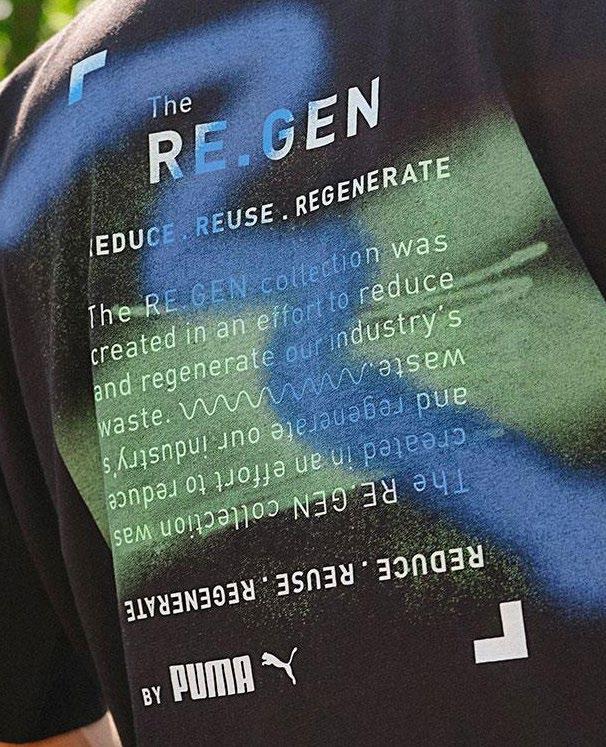 The
RE.GEN
REDUCE . REUSE . REGENERATE
The RE GEN collection was
created in an effort to reduce
and regenerate our industry's
waste.
waste.
and regenerate our industry's
created in an effort to reduce
The RE.GEN collection was
REDUCE . REUSE . REGENERATE
BY PUMA